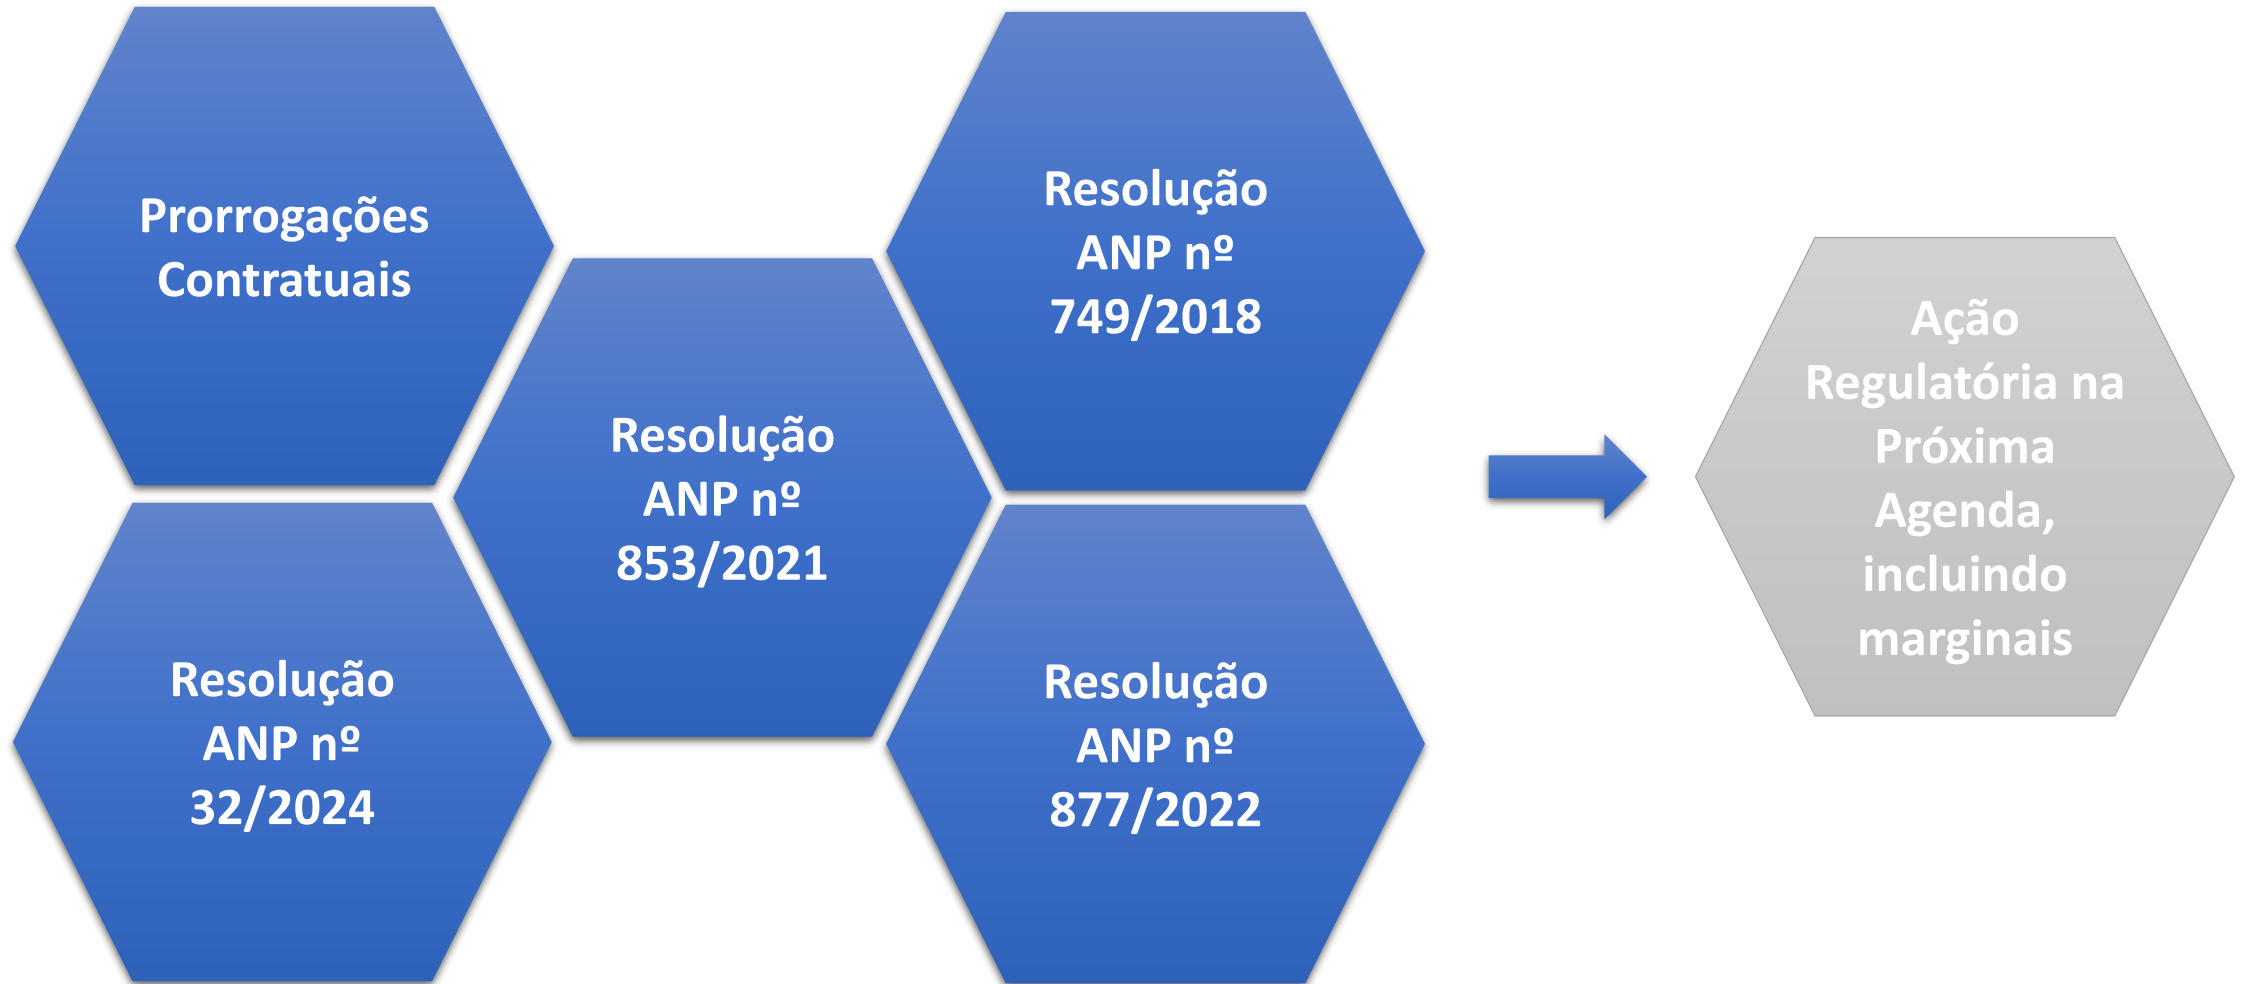 Prorrogações
Contratuais
Resolução
ANP nº
32/2024
Resolução
ANP nº
853/2021
Resolução
ANP nº
749/2018
Resolução
ANP nº
877/2022
Ação
Regulatória na
Próxima
Agenda,
incluindo
marginais